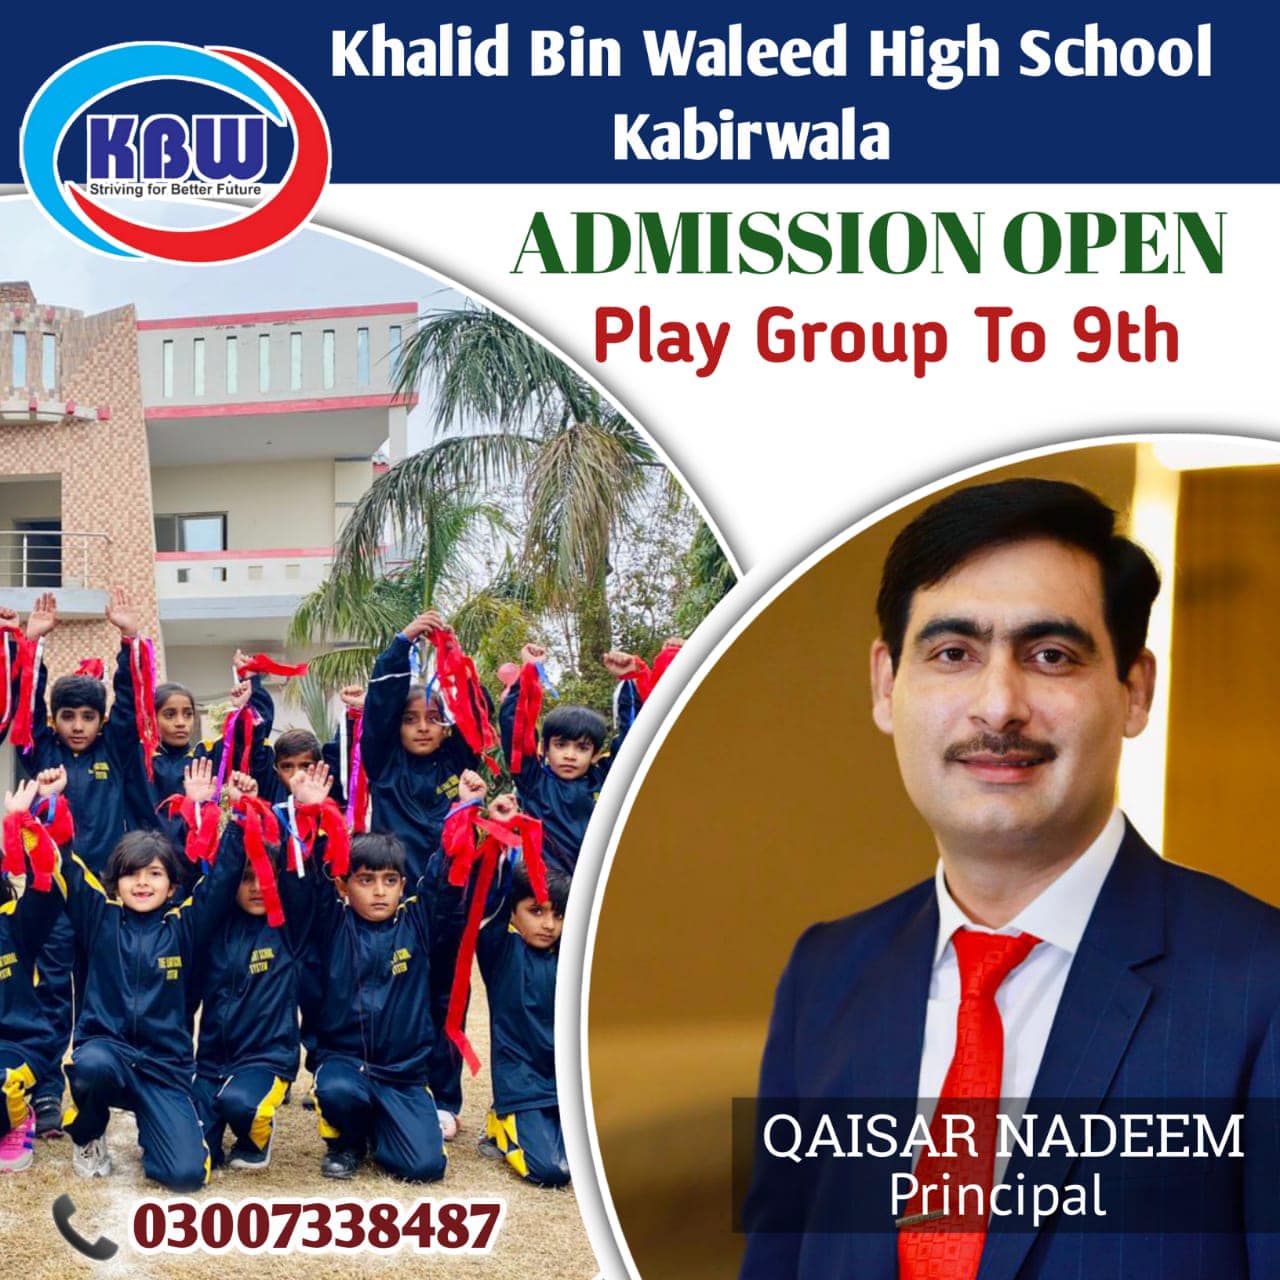 Khalid Bin Waleed High School
Kabirwala
KBW
Striving for Better Future
ADMISSION OPEN
Play Group To 9th
QAISAR NADEEM
Principal
03007338487